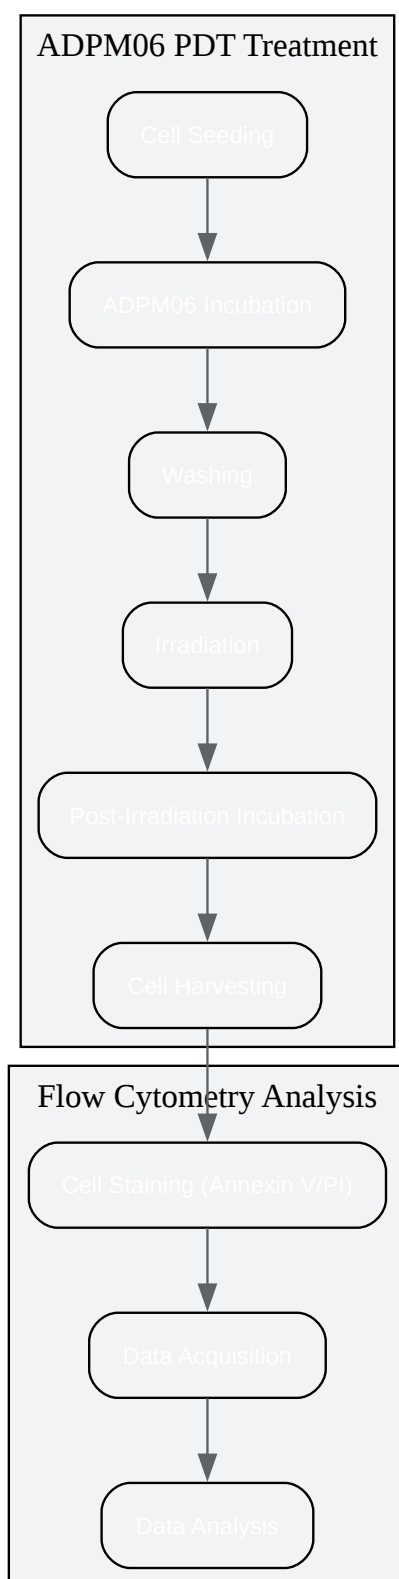 ADPM06 PDT Treatment
Cell Seeding
ADPM06 Incubation
Washing
Irradiation
Post-Irradiation Incubation
Cell Harvesting
Flow Cytometry Analysis
Cell Staining (Annexin V/PI)
Data Acquisition
Data Analysis